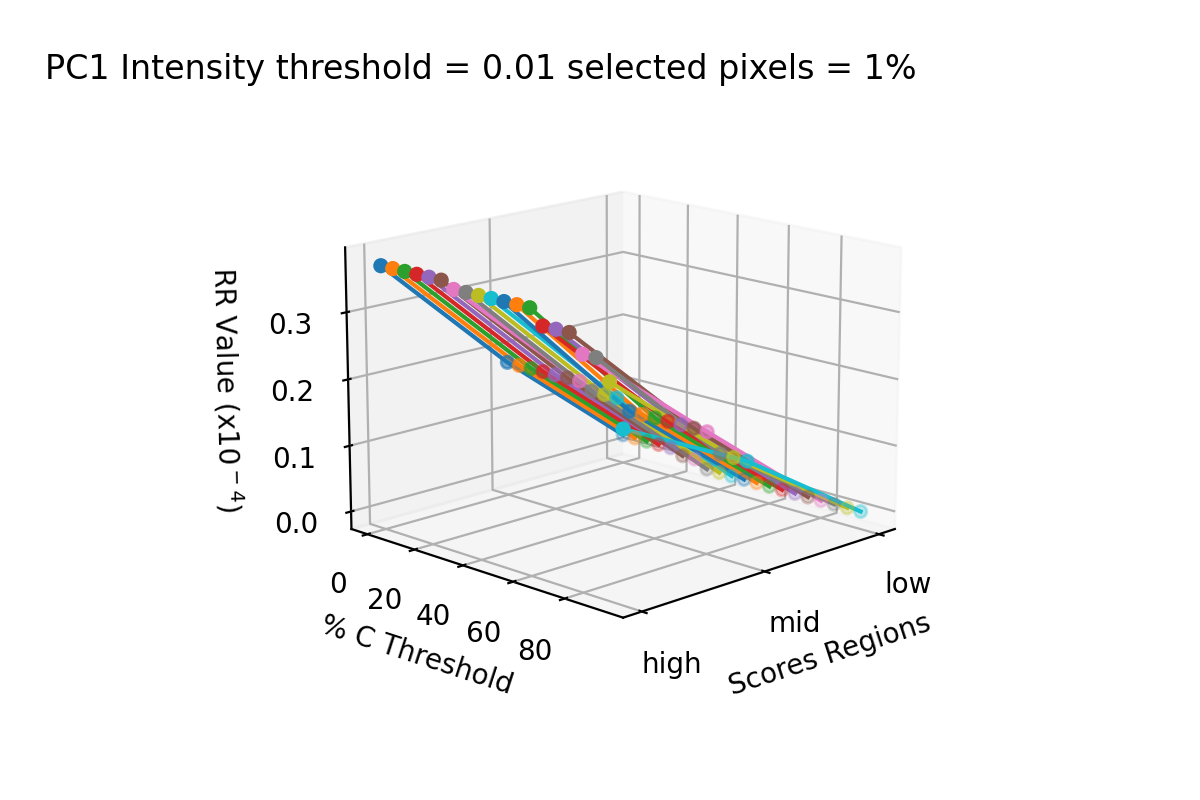 PC1 Intensity threshold = 0.01 selected pixels = 1%
RR Value (x10⁻⁴)
0.3
0.2
0.1
0.0
0
20
40
60
80
% C Threshold
high
mid
low
Scores Regions